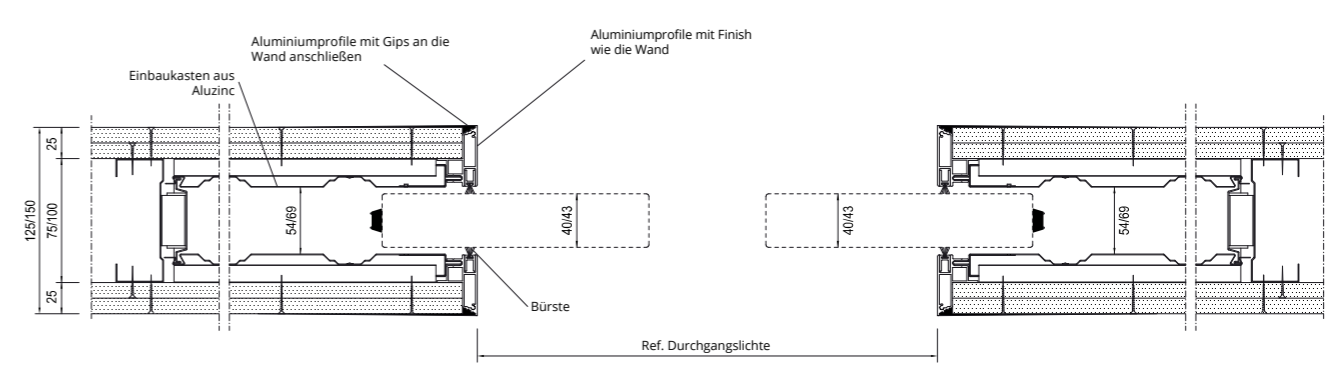 Aluminiumprofile mit Gips an die
Wand anschließen
Aluminiumprofile mit Finish
wie die Wand
Einbaukasten aus
Aluzinc
25
125/150
75/100
54/69
40/43
40/43
54/69
25
Bürste
Ref. Durchgangslichte